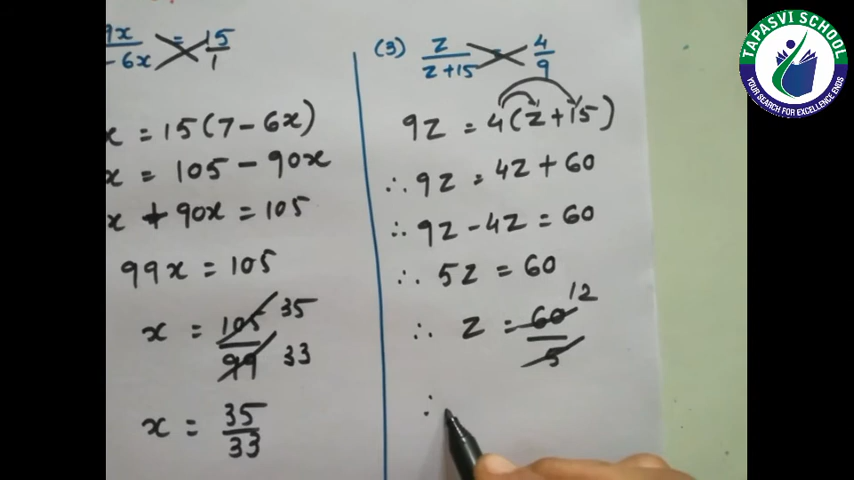 9x/-6x = 15/1
x = 15(7 - 6x)
x = 105 - 90x
x + 90x = 105
99x = 105
x = 105/99 35 33
x = 35/33
(3) z/z+15 = 4/9
9z = 4(z+15)
∴ 9z = 4z + 60
∴ 9z - 4z = 60
∴ 5z = 60
∴ z = 60/5 12
∴
TAPASVI SCHOOL
YOUR SEARCH FOR EXCELLENCE ENDS